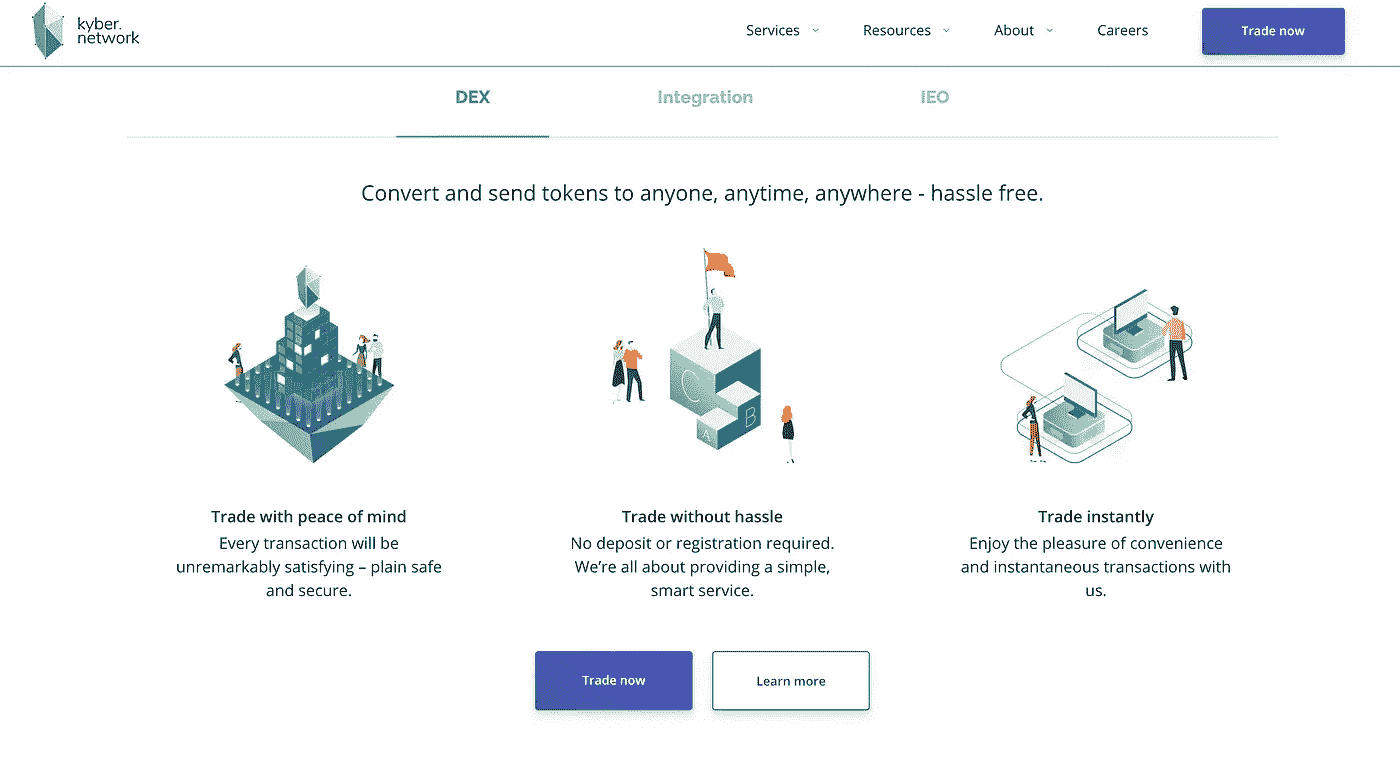 kyber.
network
Services
Resources
About
Careers
Trade now
DEX
Integration
IEO
Convert and send tokens to anyone, anytime, anywhere - hassle free.
C
B
A
Trade with peace of mind
Every transaction will be
unremarkably satisfying – plain safe
and secure.
Trade without hassle
No deposit or registration required.
We’re all about providing a simple,
smart service.
Trade instantly
Enjoy the pleasure of convenience
and instantaneous transactions with
us.
Trade now
Learn more